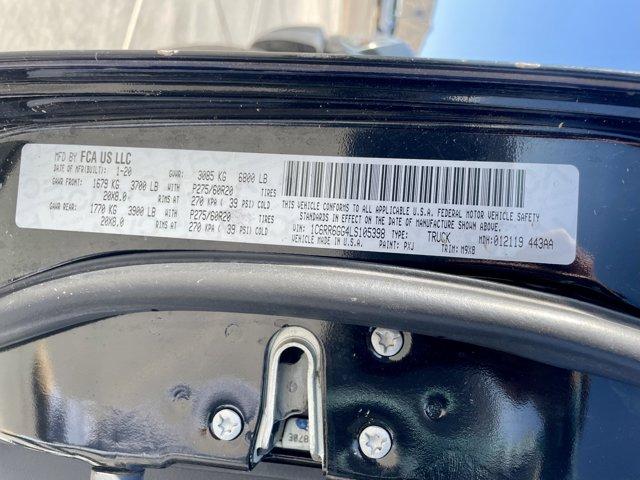 MFD BY FCA US LLC
DATE OF MFR(BUILT): 1-20 GWR: 3085 KG 6800 LB
GAWR FRONT: 1679 KG 3700 LB WITH P275/60R20 TIRES
20X8.0 RIMS AT 270 KPA ( 39 PSI) COLD
GAWR REAR: 1770 KG 3900 LB WITH P275/60R20 TIRES
20X8.0 RIMS AT 270 KPA ( 39 PSI) COLD
THIS VEHICLE CONFORMS TO ALL APPLICABLE U.S.A. FEDERAL MOTOR VEHICLE SAFETY
STANDARDS IN EFFECT ON THE DATE OF MANUFACTURE SHOWN ABOVE.
VIN: 1C6RR6GG4LS105398 TYPE: TRUCK MDH: 012119 443AA
VEHICLE MADE IN U.S.A. PAINT: PXJ TRIM: M9X8